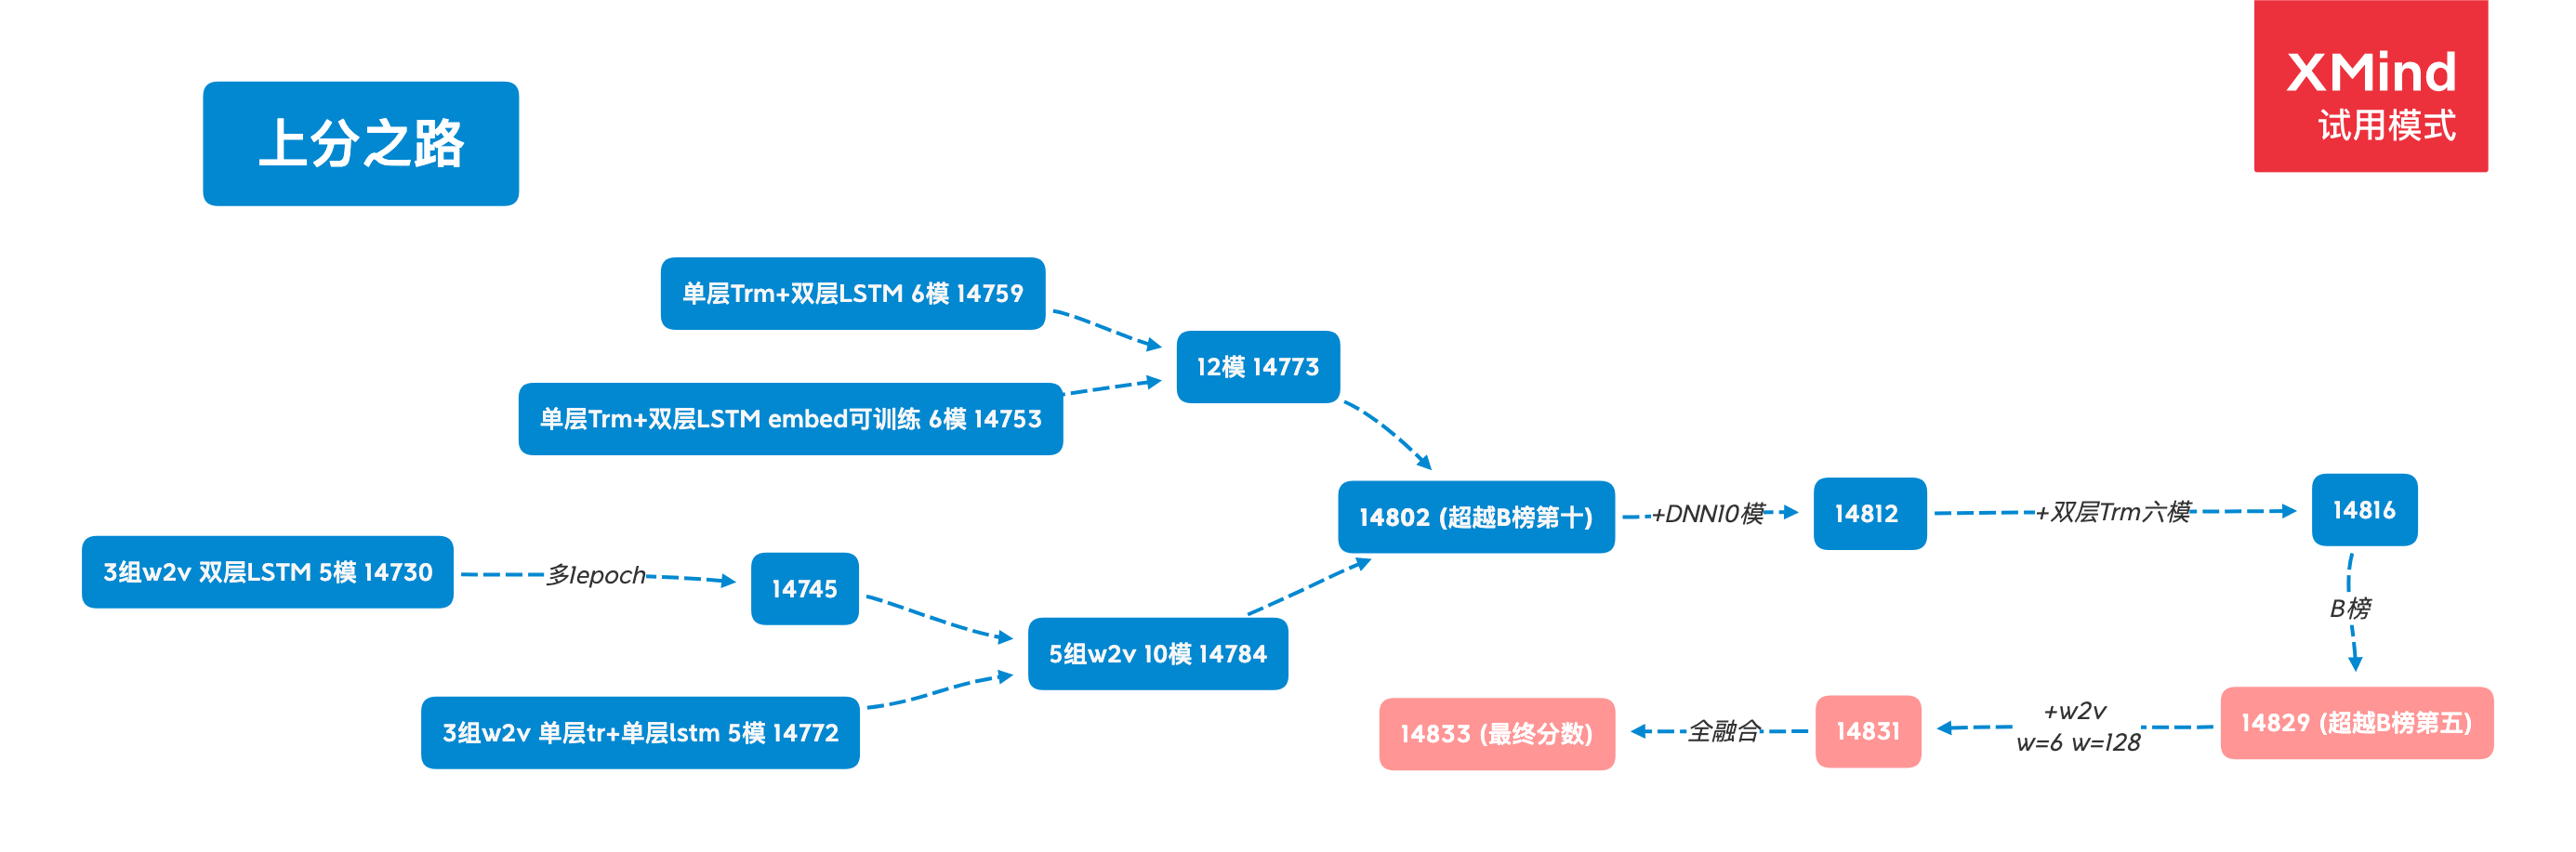 XMind
试用模式
上分之路
单层Trm+双层LSTM 6模 14759
12模 14773
单层Trm+双层LSTM embed可训练 6模 14753
14802 (超越B榜第十)
+DNN10模
14812
+双层Trm六模
14816
3组w2v 双层LSTM 5模 14730
多1epoch
14745
B榜
5组w2v 10模 14784
3组w2v 单层tr+单层lstm 5模 14772
14833 (最终分数)
全融合
14831
+w2v
w=6 w=128
14829 (超越B榜第五)